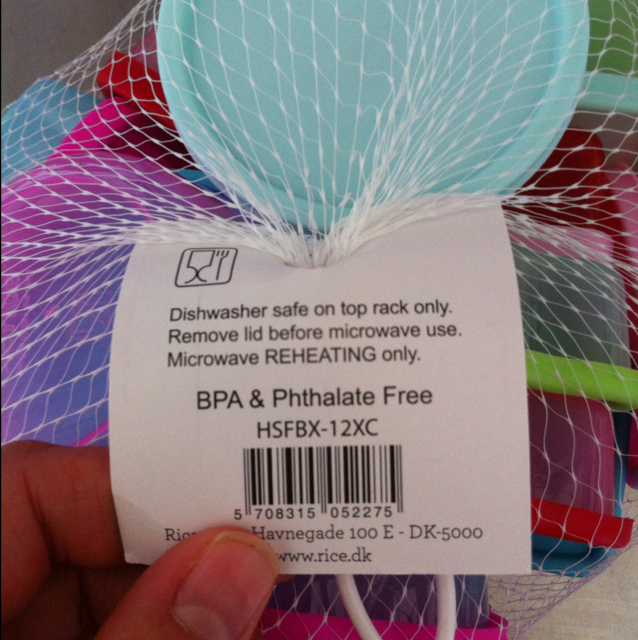 Dishwasher safe on top rack only.
Remove lid before microwave use.
Microwave REHEATING only.
BPA & Phthalate Free
HSFBX-12XC
5 708315 052275
Havnegade 100 E - DK-5000
www.rice.dk